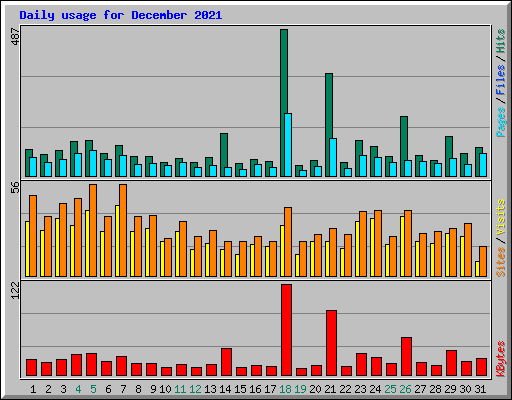 Daily usage for December 2021
487
Pages / Files / Hits
56
Sites / Visits
122
KBytes
1 2 3 4 5 6 7 8 9 10 11 12 13 14 15 16 17 18 19 20 21 22 23 24 25 26 27 28 29 30 31